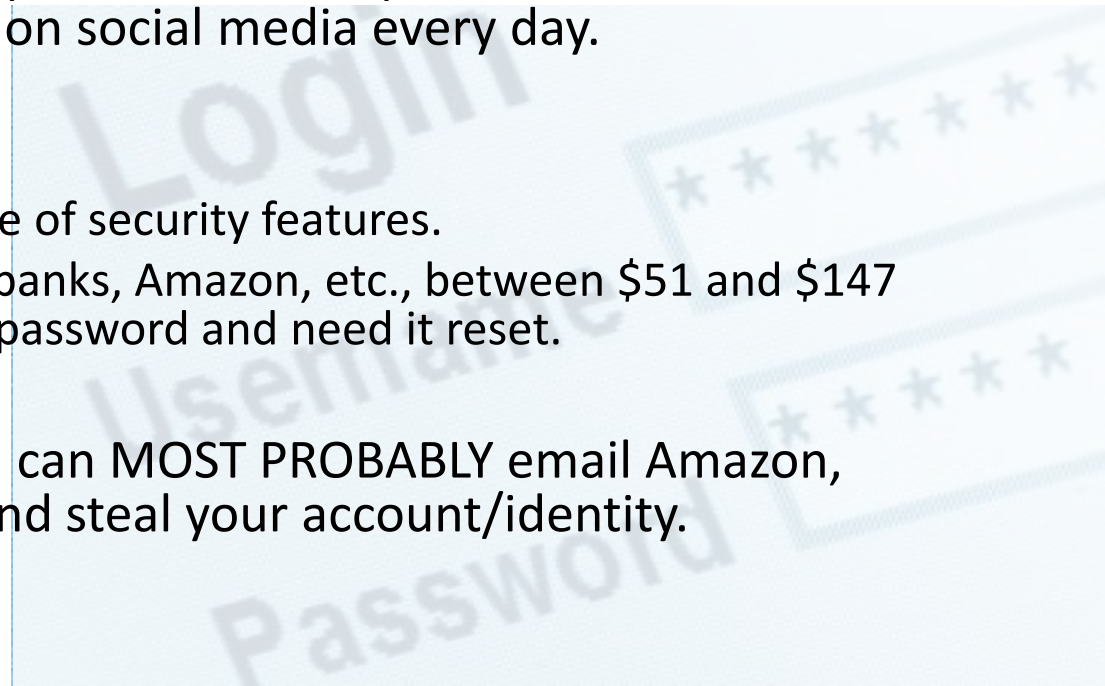 on social media every day.
Login
* * * * * * *
e of security features.
banks, Amazon, etc., between $51 and $147
password and need it reset.
Username
* * * * *
can MOST PROBABLY email Amazon,
nd steal your account/identity.
Password